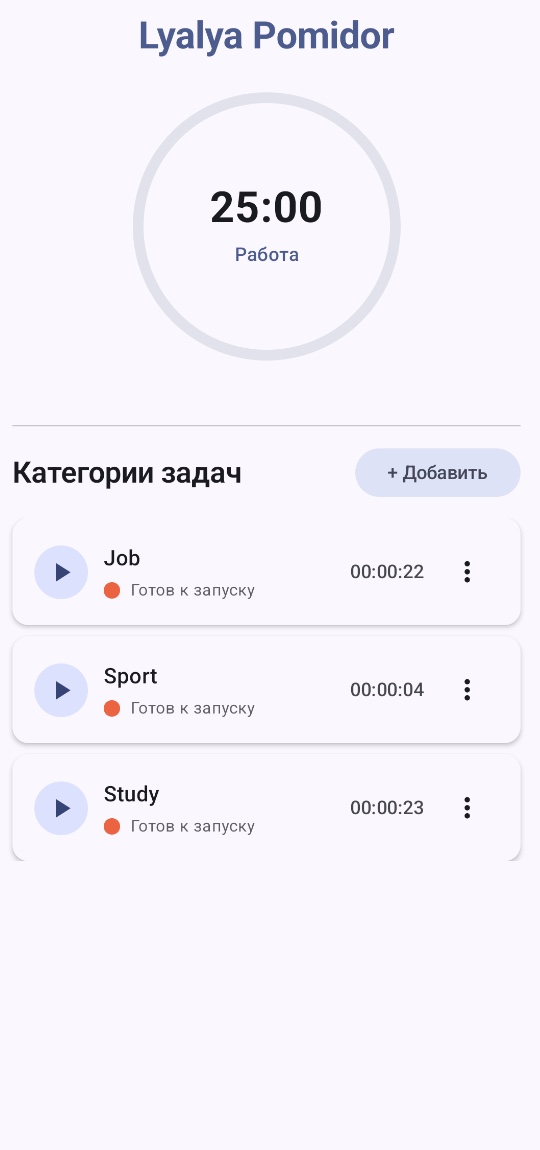 Lyalya Pomidor
25:00
Работа
Категории задач
+ Добавить
Job
Готов к запуску
00:00:22
Sport
Готов к запуску
00:00:04
Study
Готов к запуску
00:00:23